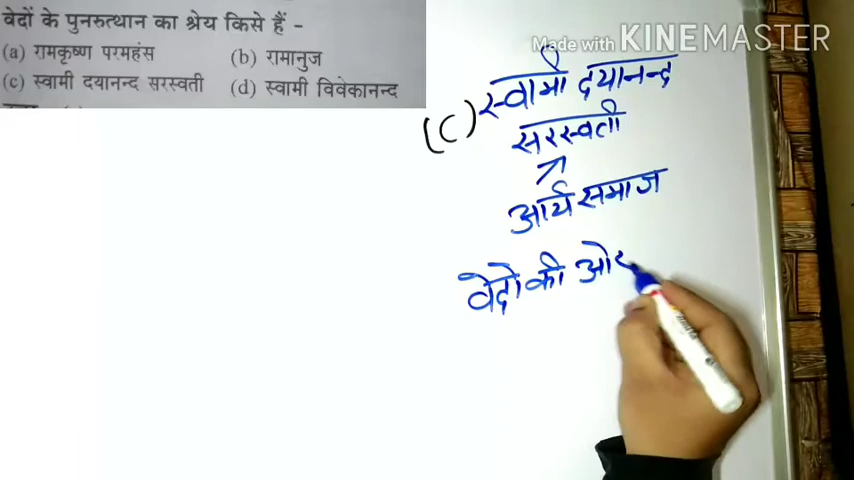 वेदों के पुनरुत्थान का श्रेय किसे हैं -
(a) रामकृष्ण परमहंस (b) रामानुज
(c) स्वामी दयानन्द सरस्वती (d) स्वामी विवेकानन्द
Made with KINEMASTER
(C) स्वामी दयानन्द
सरस्वती
आर्य समाज
वेदो की ओर